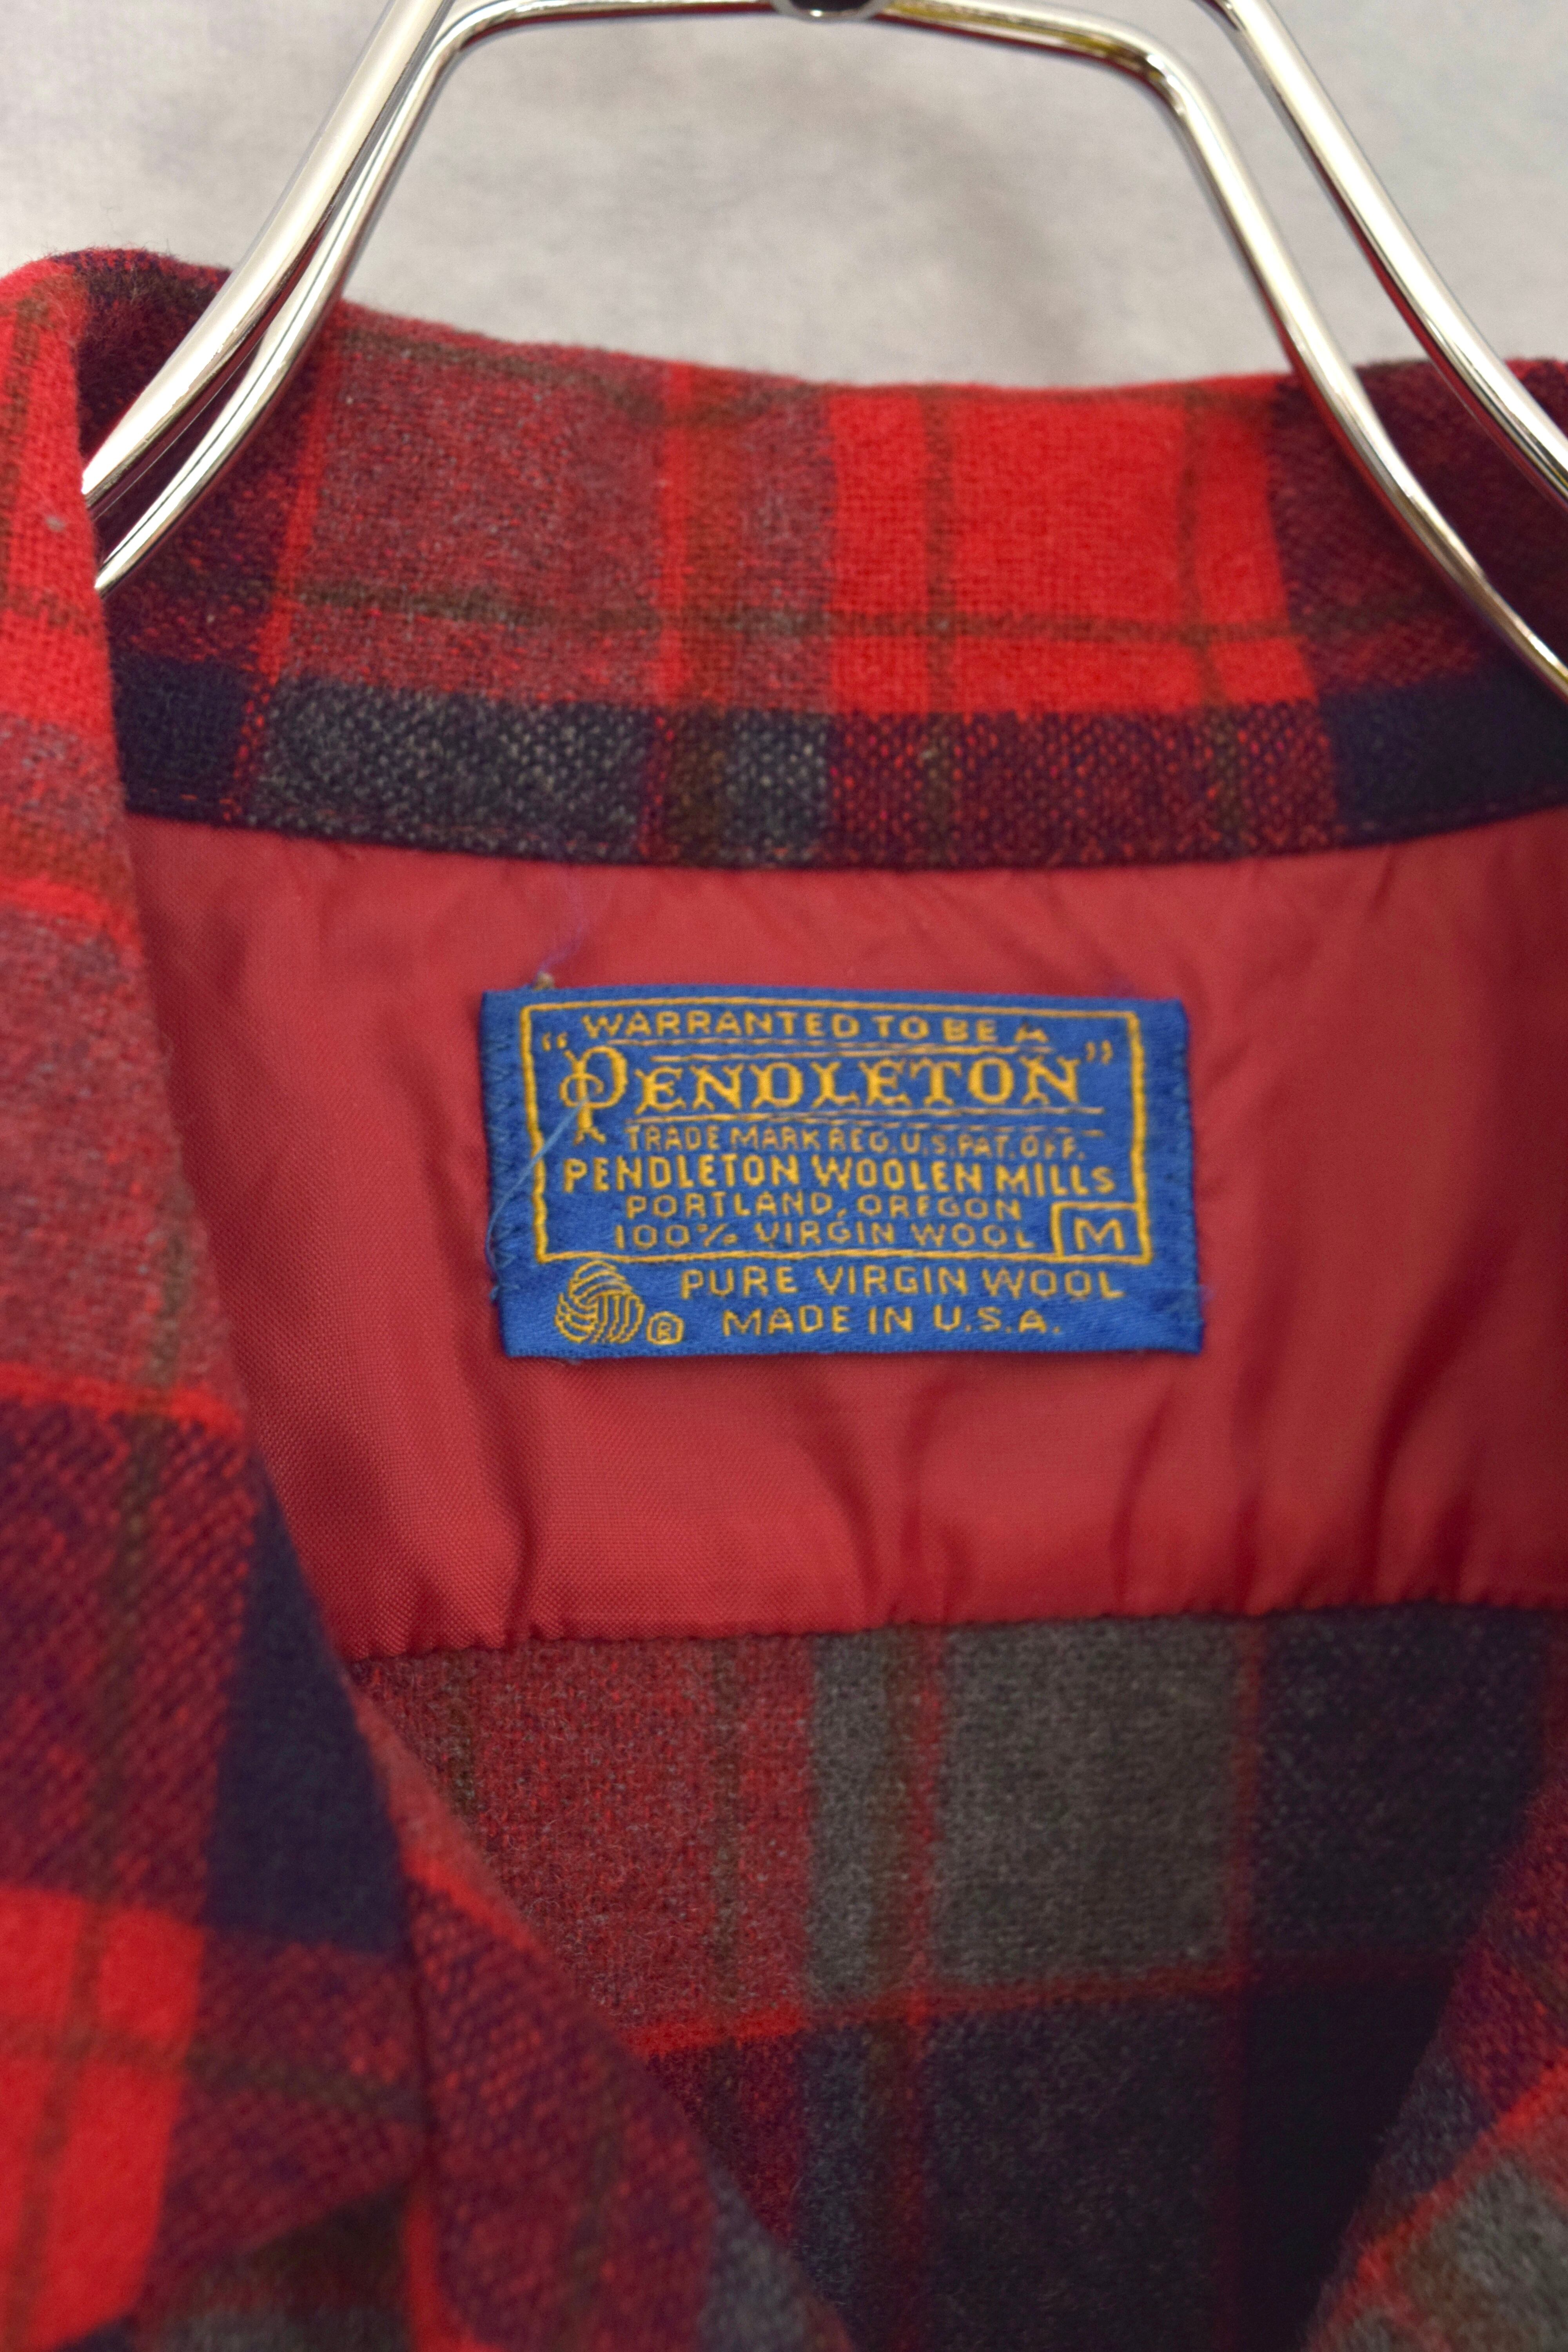 WARRANTED TO BE A
"PENDLETON"
TRADE MARK REG. U.S. PAT. OFF.
PENDLETON WOOLEN MILLS
PORTLAND, OREGON
100% VIRGIN WOOL M
PURE VIRGIN WOOL
® MADE IN U.S.A.